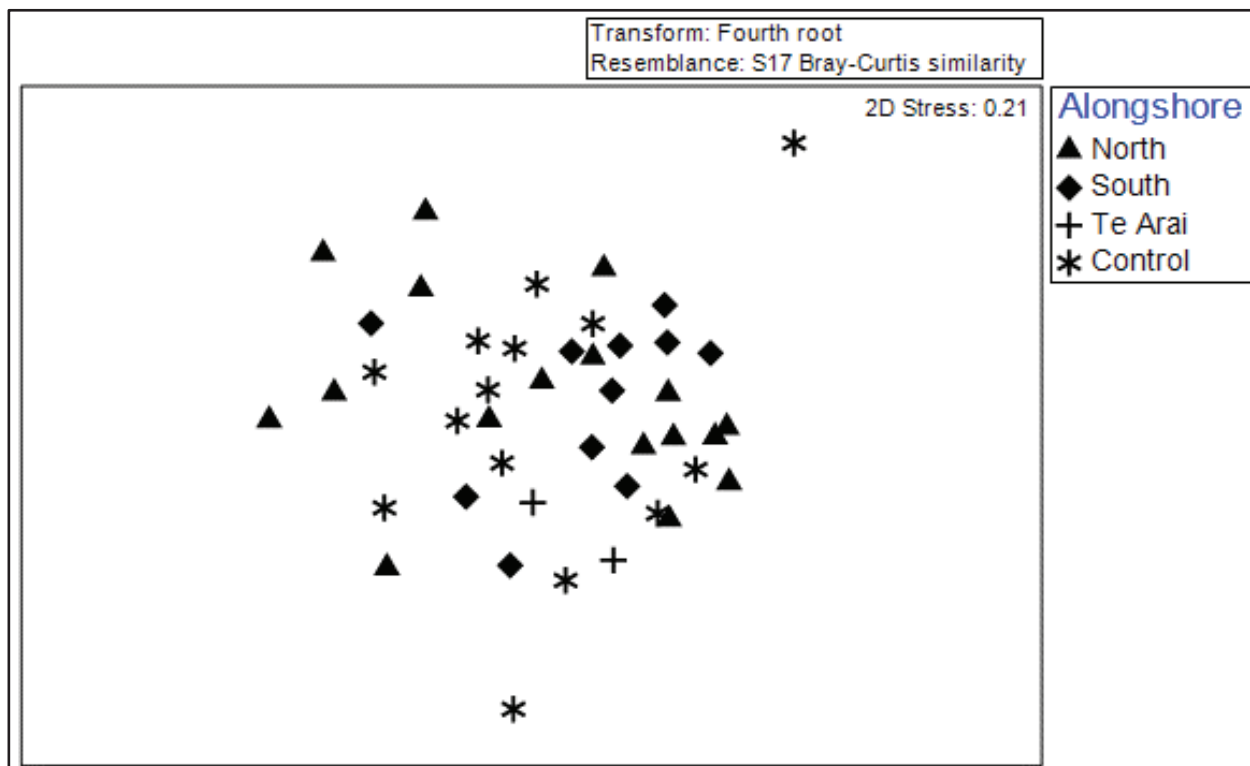 Transform: Fourth root
Resemblance: S17 Bray-Curtis similarity
2D Stress: 0.21
Alongshore
North
South
Te Arai
Control